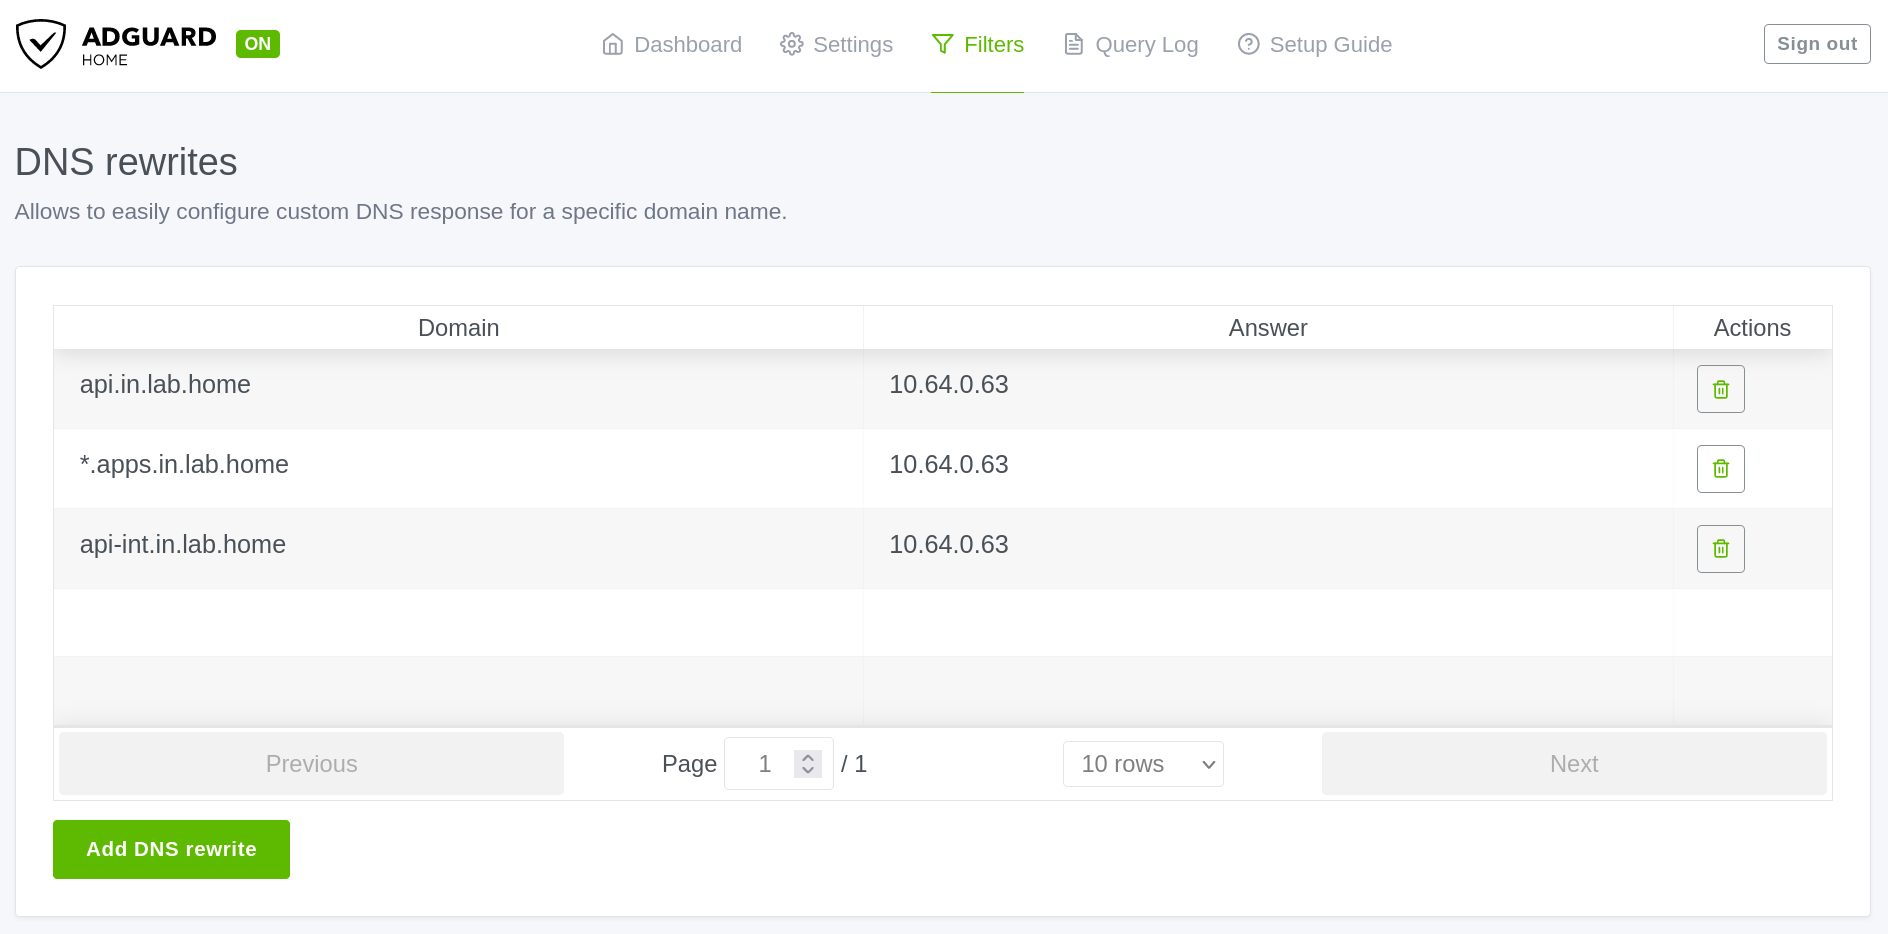 ADGUARD
HOME
ON
Dashboard
Settings
Filters
Query Log
Setup Guide
Sign out
DNS rewrites
Allows to easily configure custom DNS response for a specific domain name.
Domain Answer Actions
api.in.lab.home 10.64.0.63
*.apps.in.lab.home 10.64.0.63
api-int.in.lab.home 10.64.0.63
Previous Page 1 / 1 10 rows Next
Add DNS rewrite